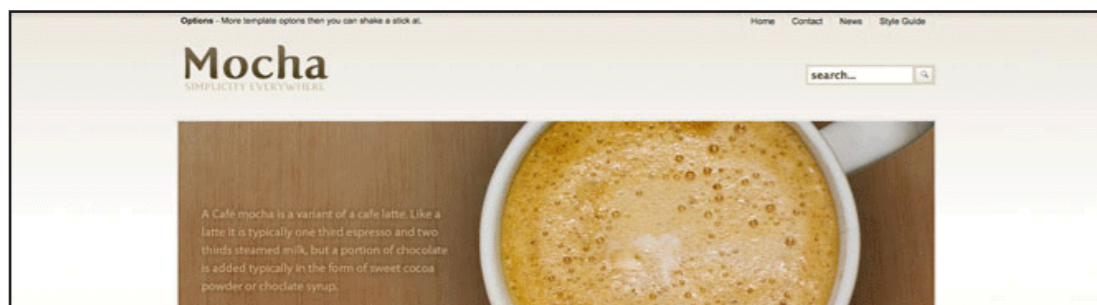 Options - More template optons then you can shake a stick at.
Home Contact News Style Guide
Mocha
SIMPLICITY EVERYWHERE
search...
A Cafe mocha is a variant of a cafe latte. Like a
latte it is typically one third espresso and two
thirds steamed milk, but a portion of chocolate
is added typically in the form of sweet cocoa
powder or choclate syrup.